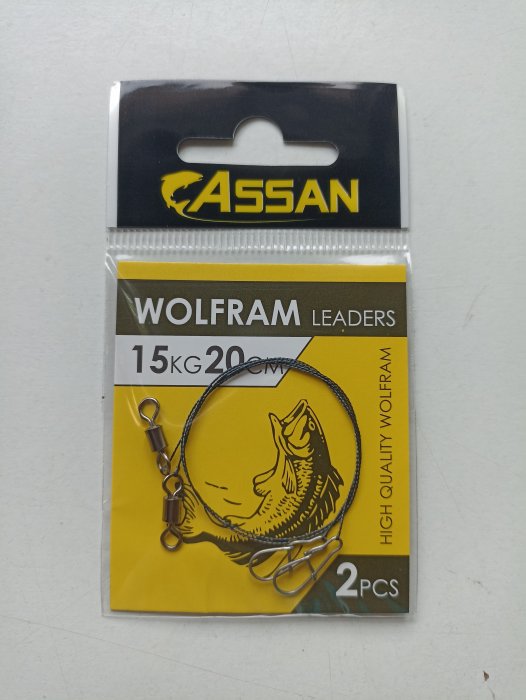 ASSAN
WOLFRAM LEADERS
15KG 20CM
HIGH QUALITY WOLFRAM
2PCS